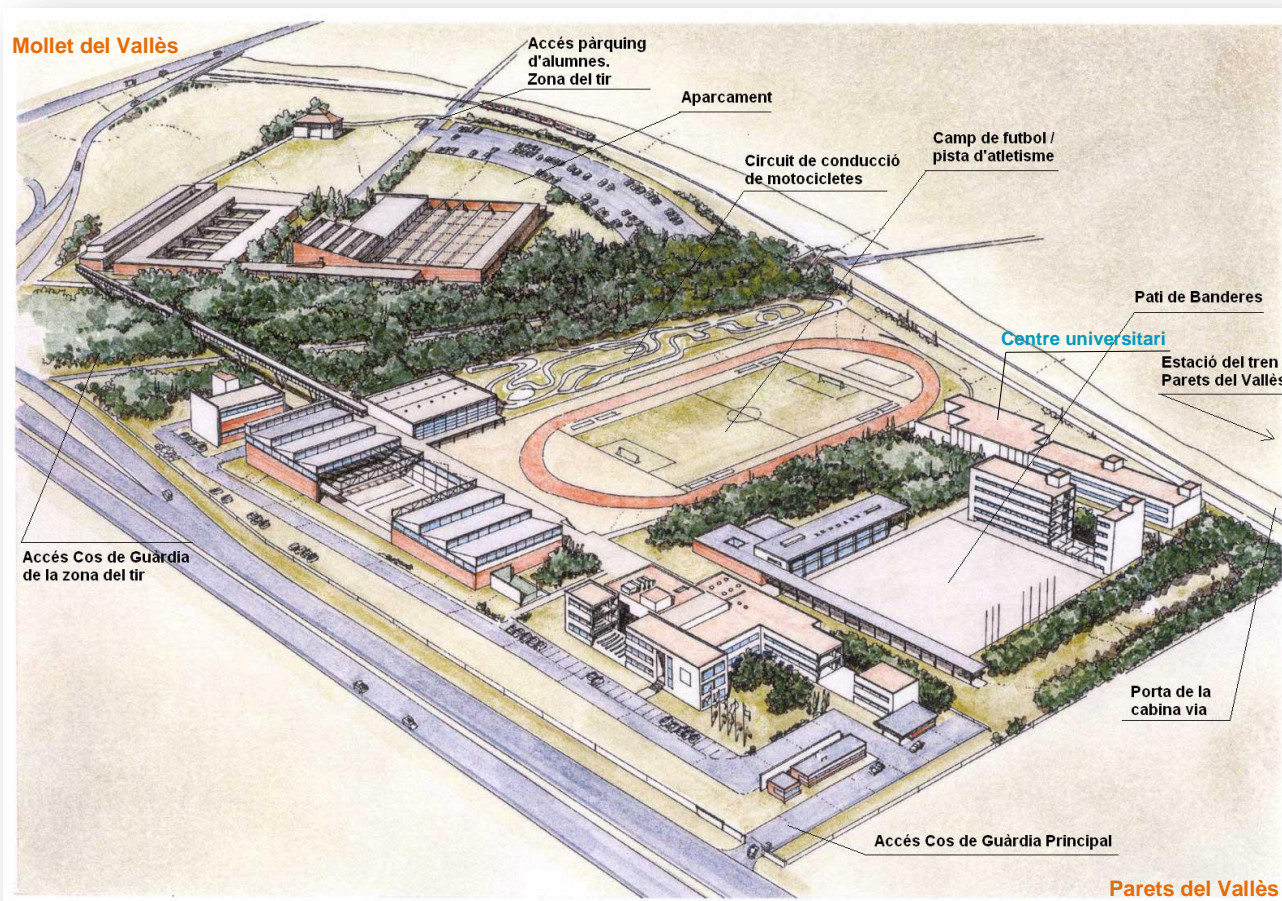 Mollet del Vallès
Accés pàrquing
d'alumnes.
Zona del tir
Aparcament
Camp de futbol /
pista d'atletisme
Circuit de conducció
de motocicletes
Pati de Banderes
Centre universitari
Estació del tren
Parets del Vallès
Accés Cos de Guàrdia
de la zona del tir
Porta de la
cabina via
Accés Cos de Guàrdia Principal
Parets del Vallès